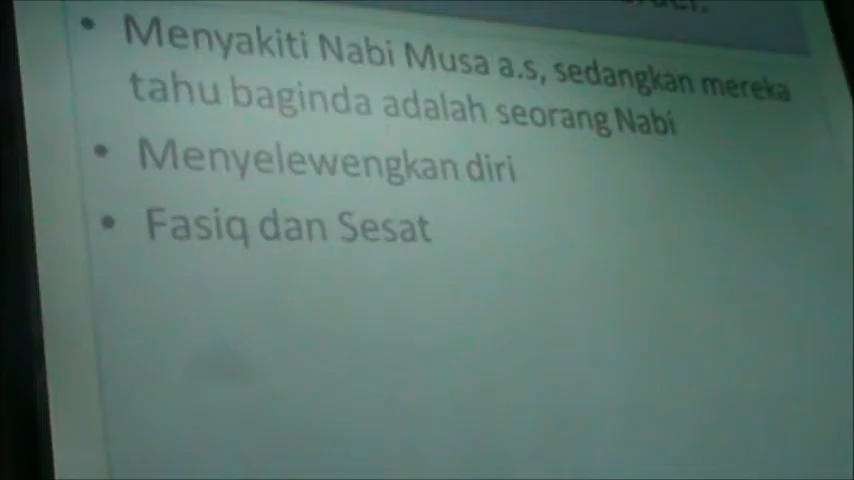 • Menyakiti Nabi Musa a.s, sedangkan mereka
tahu baginda adalah seorang Nabi
• Menyelewengkan diri
• Fasiq dan Sesat